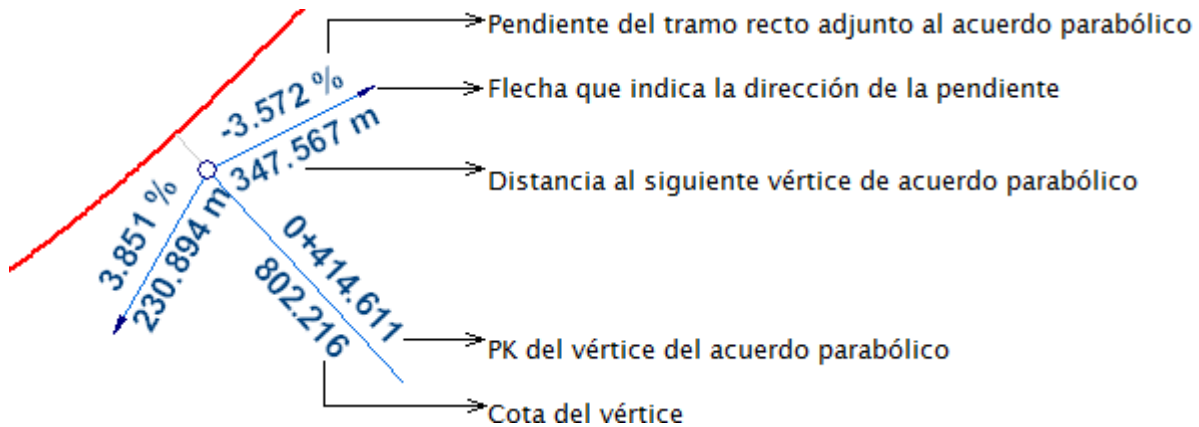 Pendiente del tramo recto adjunto al acuerdo parabólico
-3.572 %
Flecha que indica la dirección de la pendiente
347.567 m
Distancia al siguiente vértice de acuerdo parabólico
3.851 %
230.894 m
0+414.611
802.216
PK del vértice del acuerdo parabólico
Cota del vértice